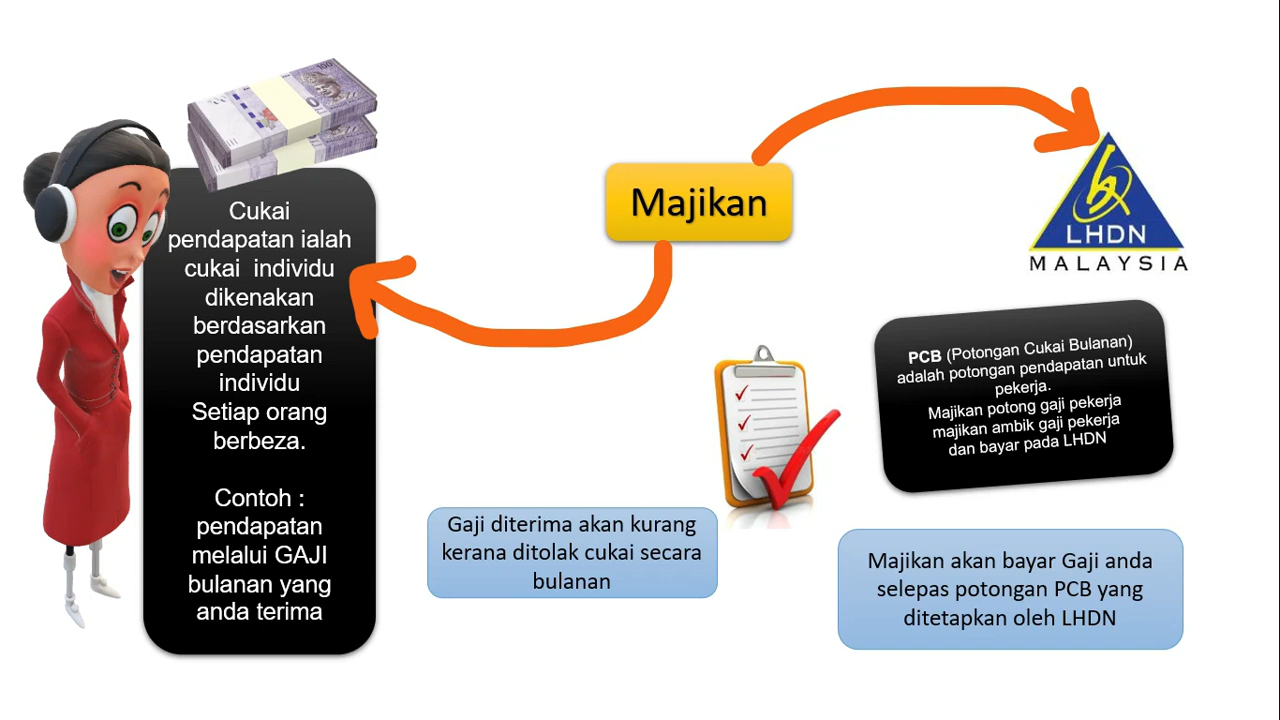 Cukai
pendapatan ialah
cukai individu
dikenakan
berdasarkan
pendapatan
individu
Setiap orang
berbeza.
Contoh :
pendapatan
melalui GAJI
bulanan yang
anda terima
Majikan
LHDN
MALAYSIA
PCB (Potongan Cukai Bulanan)
adalah potongan pendapatan untuk
pekerja.
Majikan potong gaji pekerja
majikan ambik gaji pekerja
dan bayar pada LHDN
Gaji diterima akan kurang
kerana ditolak cukai secara
bulanan
Majikan akan bayar Gaji anda
selepas potongan PCB yang
ditetapkan oleh LHDN